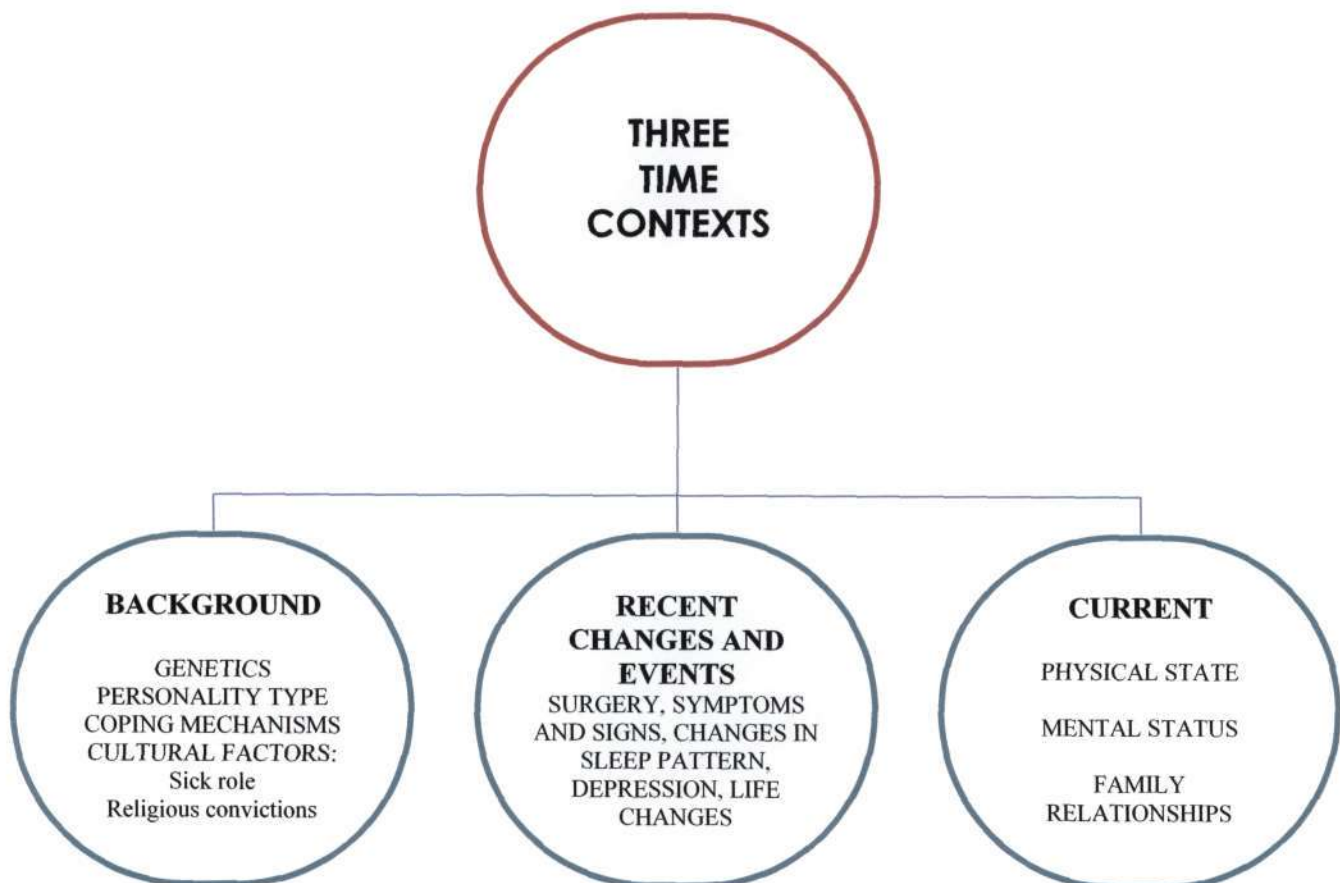 THREE
TIME
CONTEXTS
BACKGROUND
GENETICS
PERSONALITY TYPE
COPING MECHANISMS
CULTURAL FACTORS:
Sick role
Religious convictions
RECENT
CHANGES AND
EVENTS
SURGERY, SYMPTOMS
AND SIGNS, CHANGES IN
SLEEP PATTERN,
DEPRESSION, LIFE
CHANGES
CURRENT
PHYSICAL STATE
MENTAL STATUS
FAMILY
RELATIONSHIPS